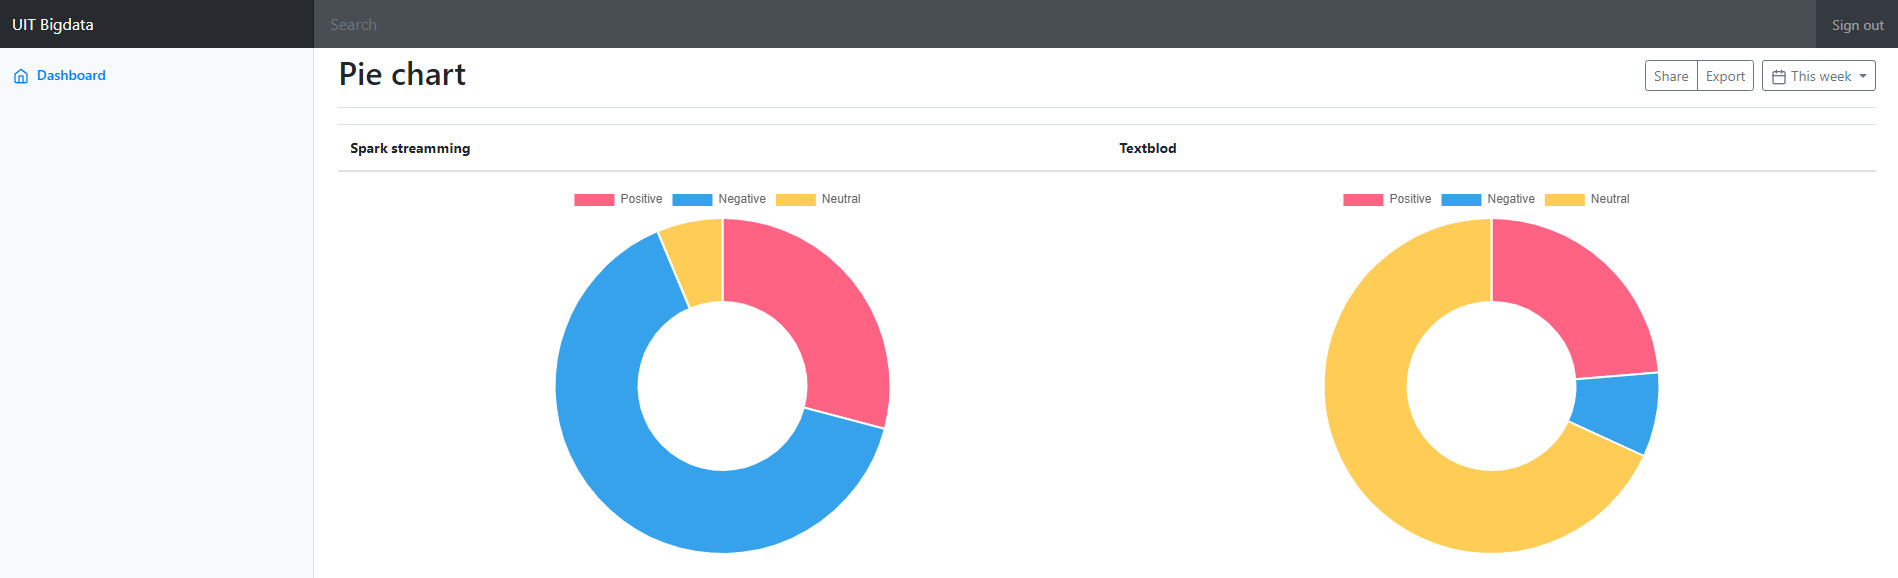 UIT Bigdata Search Sign out
Dashboard
Pie chart
Share Export This week
Spark streamming Textblod
Positive Negative Neutral Positive Negative Neutral